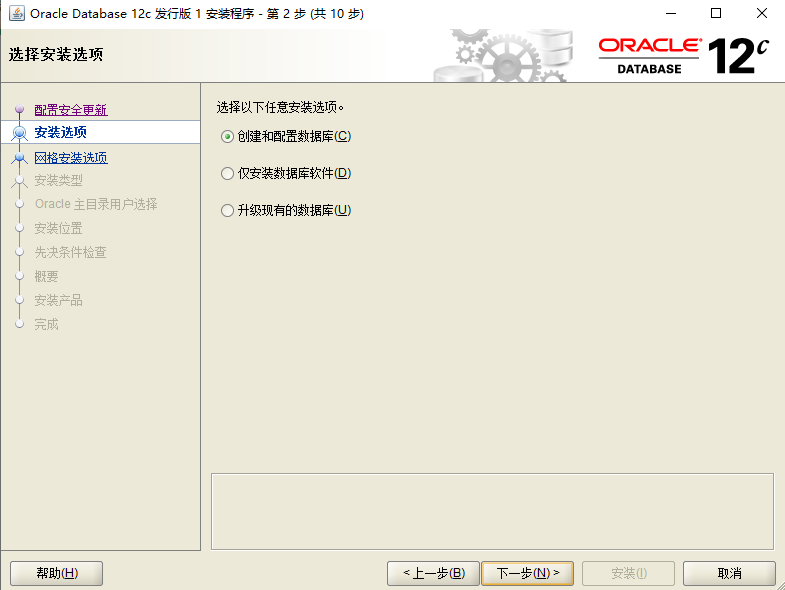 Oracle Database 12c 发行版 1 安装程序 - 第 2 步 (共 10 步)
选择安装选项
ORACLE®
DATABASE
12c
配置安全更新
安装选项
网格安装选项
安装类型
Oracle 主目录用户选择
安装位置
先决条件检查
概要
安装产品
完成
选择以下任意安装选项。
创建和配置数据库(C)
仅安装数据库软件(D)
升级现有的数据库(U)
帮助(H)
< 上一步(B)
下一步(N) >
安装(I)
取消